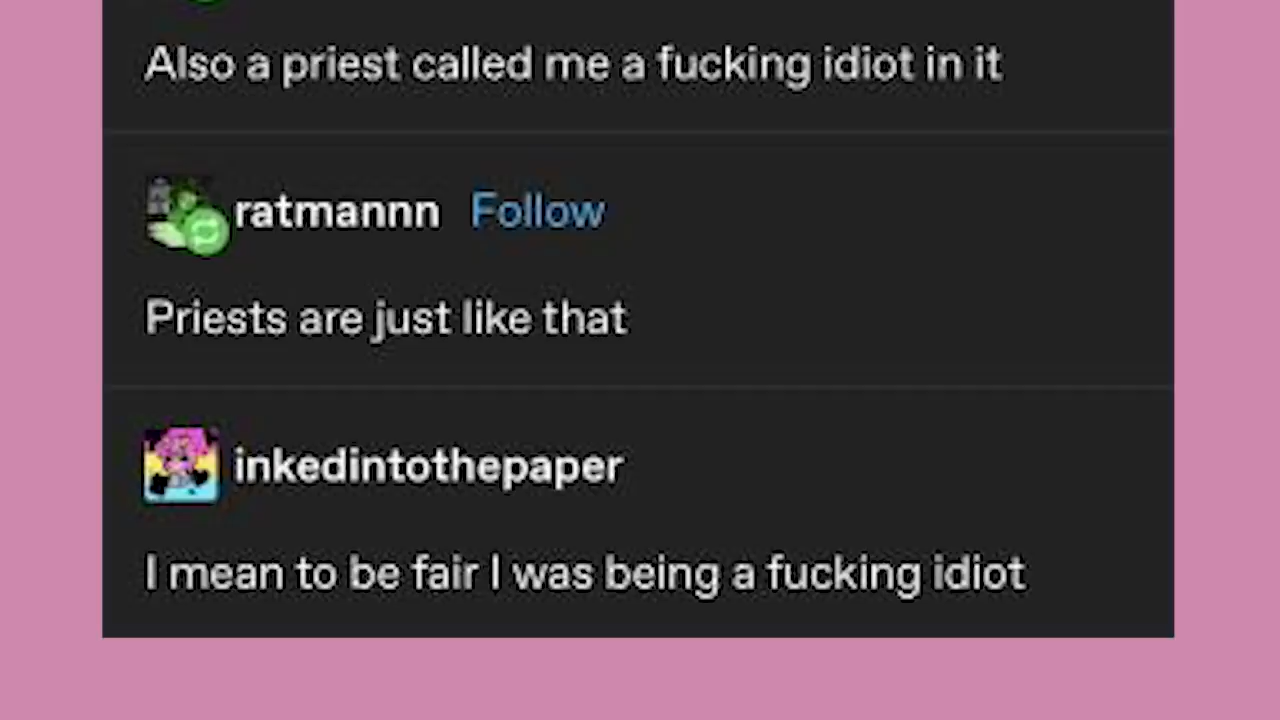 Also a priest called me a fucking idiot in it
ratmannn Follow
Priests are just like that
inkedintothepaper
I mean to be fair I was being a fucking idiot